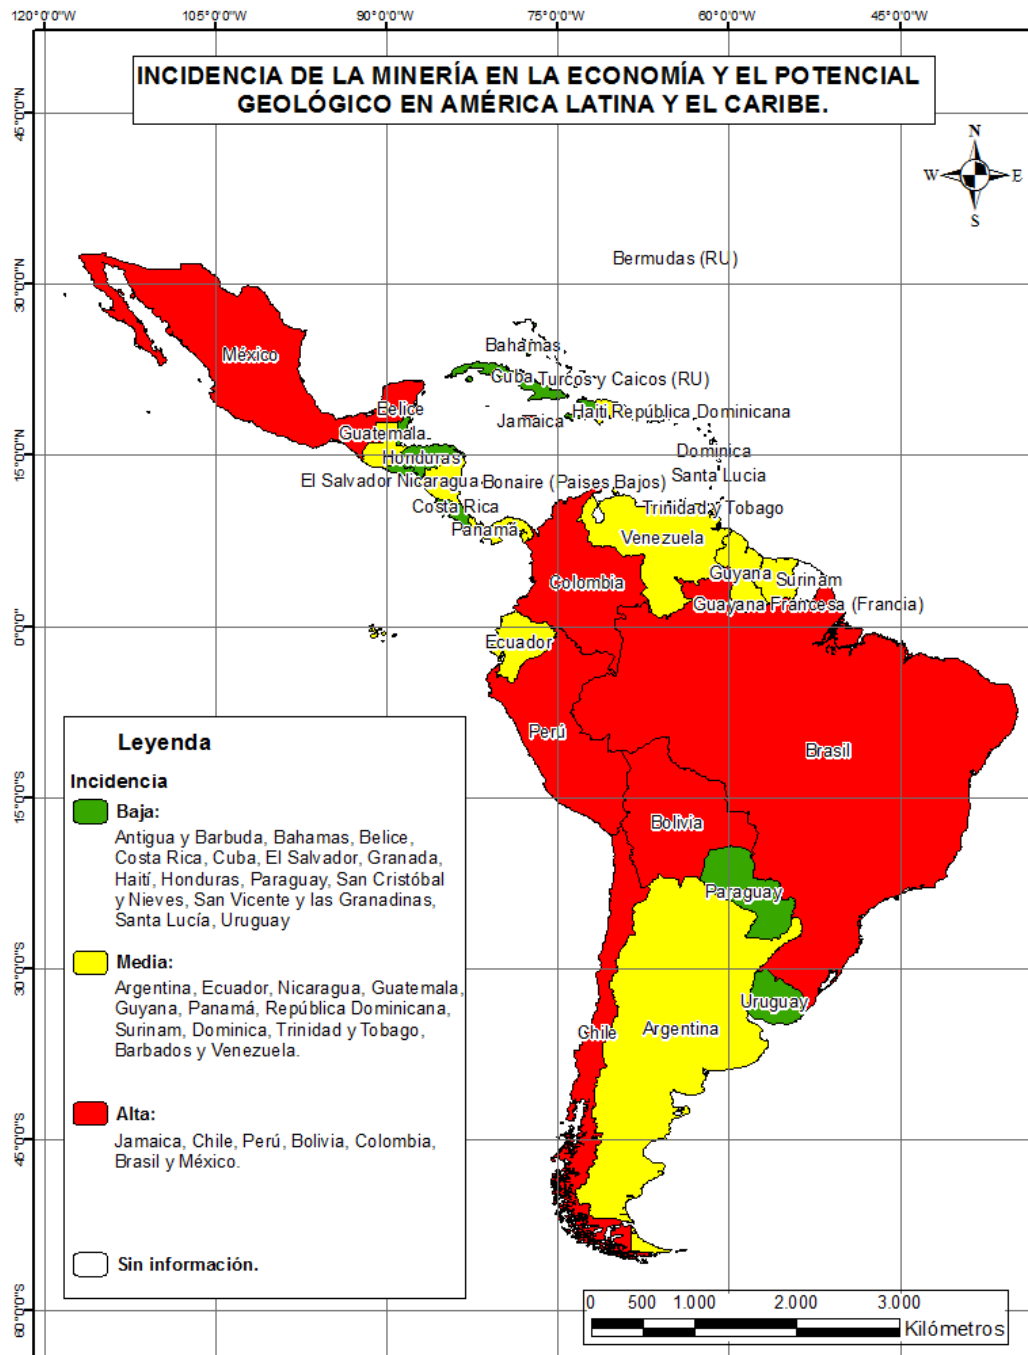 120°0'0"W 105°0'0"W 90°0'0"W 75°0'0"W 60°0'0"W 45°0'0"W
INCIDENCIA DE LA MINERÍA EN LA ECONOMÍA Y EL POTENCIAL
GEOLÓGICO EN AMÉRICA LATINA Y EL CARIBE.
45°0'0"N
N
W E
S
Bermudas (RU)
30°0'0"N
Bahamas
México
Cuba Turcos y Caicos (RU)
Belice
Jamaica Haiti República Dominicana
Guatemala
Dominica
15°0'0"N
Honduras
Santa Lucia
El Salvador Nicaragua Bonaire (Paises Bajos)
Costa Rica Trinidad y Tobago
Panamá
Venezuela
Guyana
Surinam
Colombia
Guayana Francesa (Francia)
0°0'0"
Ecuador
Perú
Brasil
15°0'0"S
Bolivia
Paraguay
30°0'0"S
Uruguay
Chile
Argentina
45°0'0"S
60°0'0"S
Leyenda
Incidencia
Baja:
Antigua y Barbuda, Bahamas, Belice,
Costa Rica, Cuba, El Salvador, Granada,
Haití, Honduras, Paraguay, San Cristóbal
y Nieves, San Vicente y las Granadinas,
Santa Lucía, Uruguay
Media:
Argentina, Ecuador, Nicaragua, Guatemala,
Guyana, Panamá, República Dominicana,
Surinam, Dominica, Trinidad y Tobago,
Barbados y Venezuela.
Alta:
Jamaica, Chile, Perú, Bolivia, Colombia,
Brasil y México.
Sin información.
0 500 1.000 2.000 3.000
Kilómetros